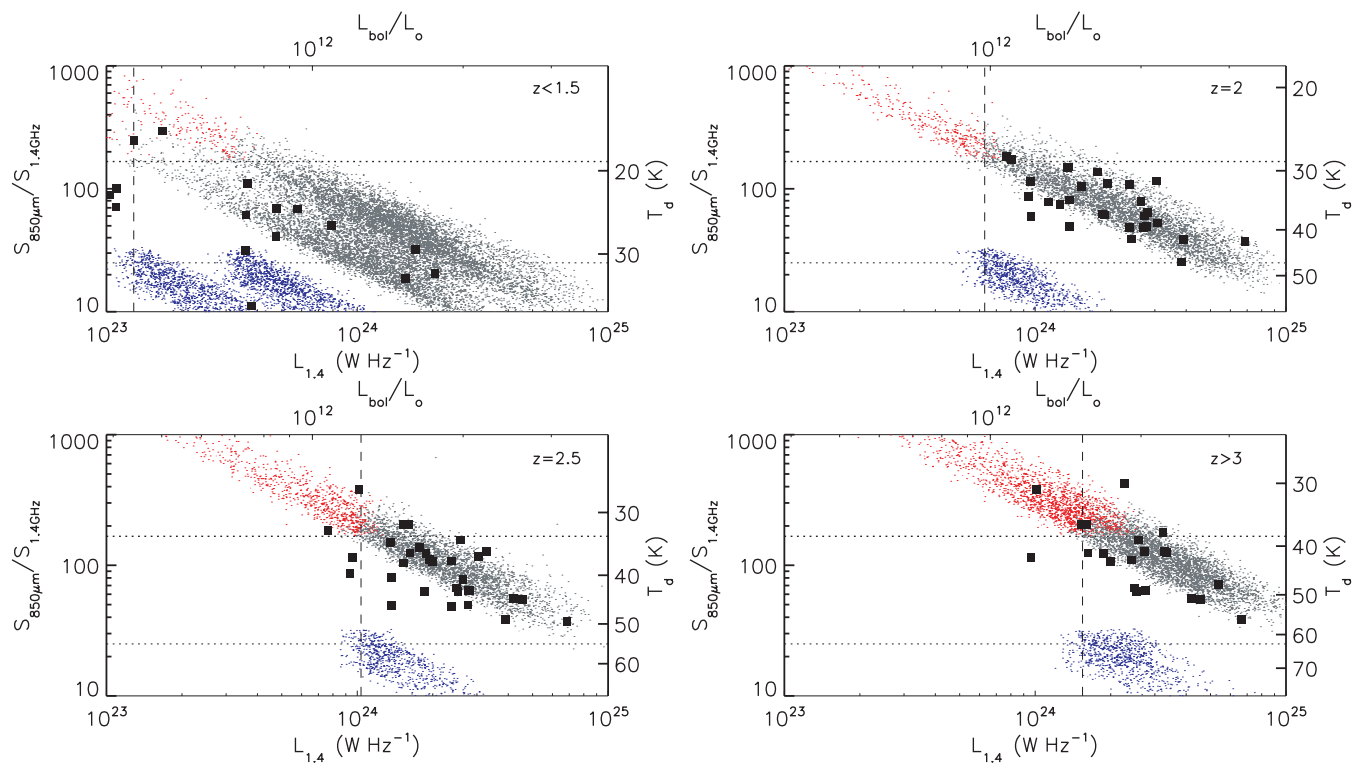 L_bol/L_o
L_bol/L_o
10^12
10^12
1000
z<1.5
20
100
30
10
S_850μm/S_1.4GHz
T_d (K)
10^23
10^24
10^25
L_1.4 (W Hz^-1)
1000
z=2
20
30
100
40
50
10
S_850μm/S_1.4GHz
T_d (K)
10^23
10^24
10^25
L_1.4 (W Hz^-1)
L_bol/L_o
L_bol/L_o
10^12
10^12
1000
z=2.5
30
100
40
50
60
10
S_850μm/S_1.4GHz
T_d (K)
10^23
10^24
10^25
L_1.4 (W Hz^-1)
1000
z>3
30
40
100
50
60
70
10
S_850μm/S_1.4GHz
T_d (K)
10^23
10^24
10^25
L_1.4 (W Hz^-1)